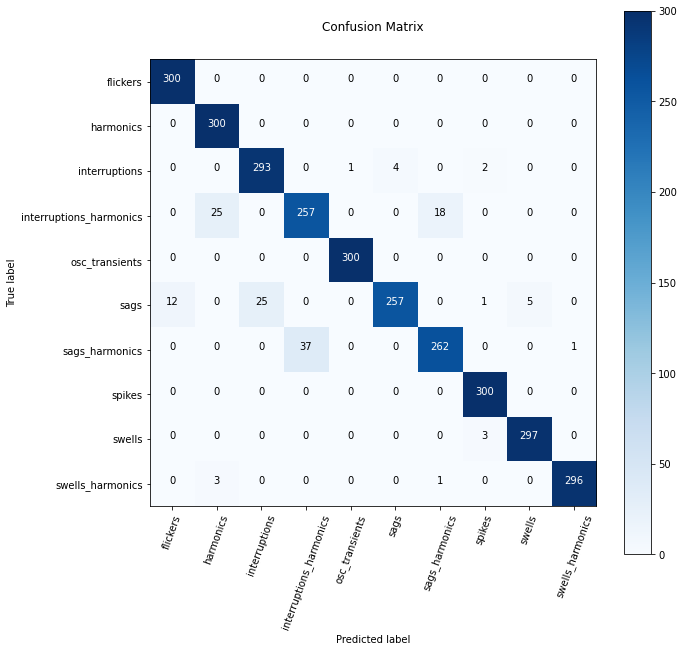 Confusion Matrix
flickers 300 0 0 0 0 0 0 0 0 0
harmonics 0 300 0 0 0 0 0 0 0 0
interruptions 0 0 293 0 1 4 0 2 0 0
interruptions_harmonics 0 25 0 257 0 0 18 0 0 0
osc_transients 0 0 0 0 300 0 0 0 0 0
sags 12 0 25 0 0 257 0 1 5 0
sags_harmonics 0 0 0 37 0 0 262 0 0 1
spikes 0 0 0 0 0 0 0 300 0 0
swells 0 0 0 0 0 0 0 3 297 0
swells_harmonics 0 3 0 0 0 0 1 0 0 296
flickers harmonics interruptions interruptions_harmonics osc_transients sags sags_harmonics spikes swells swells_harmonics
True label
Predicted label
300
250
200
150
100
50
0